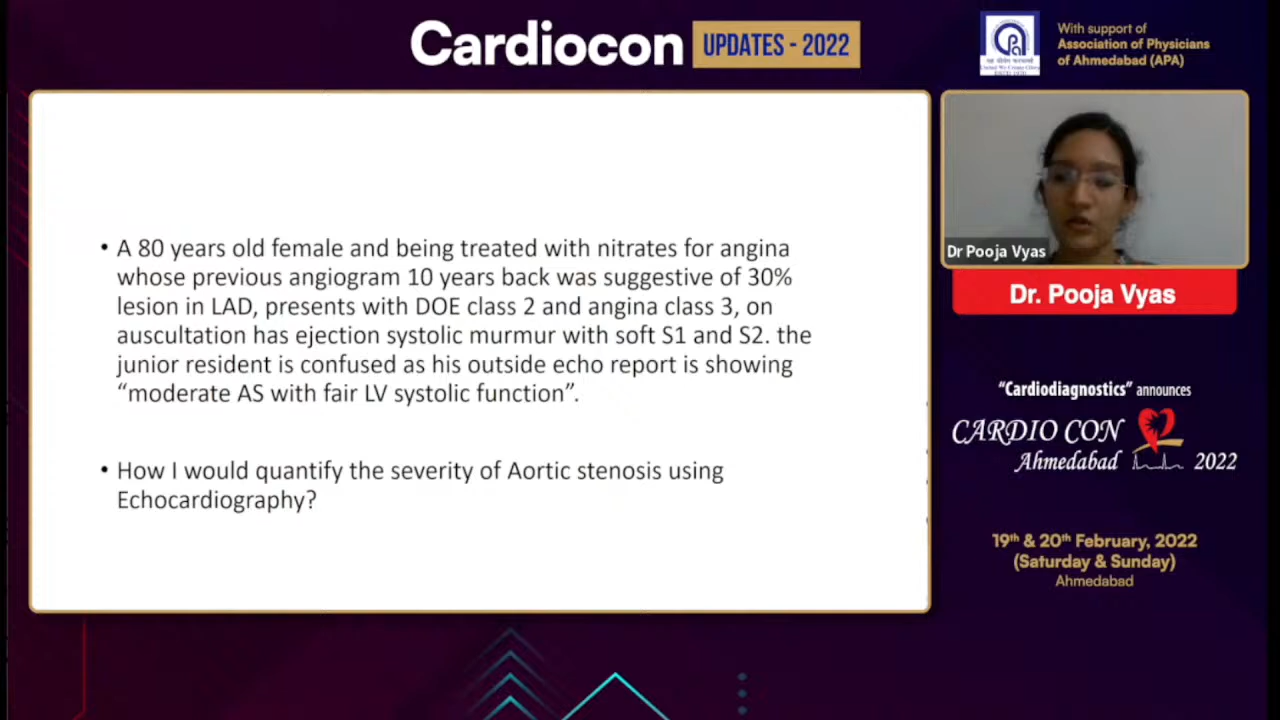 Cardiocon UPDATES - 2022
With support of
Association of Physicians
of Ahmedabad (APA)
• A 80 years old female and being treated with nitrates for angina
whose previous angiogram 10 years back was suggestive of 30%
lesion in LAD, presents with DOE class 2 and angina class 3, on
auscultation has ejection systolic murmur with soft S1 and S2. the
junior resident is confused as his outside echo report is showing
“moderate AS with fair LV systolic function”.
• How I would quantify the severity of Aortic stenosis using
Echocardiography?
Dr Pooja Vyas
Dr. Pooja Vyas
“Cardiodiagnostics” announces
CARDIO CON
Ahmedabad 2022
19th & 20th February, 2022
(Saturday & Sunday)
Ahmedabad